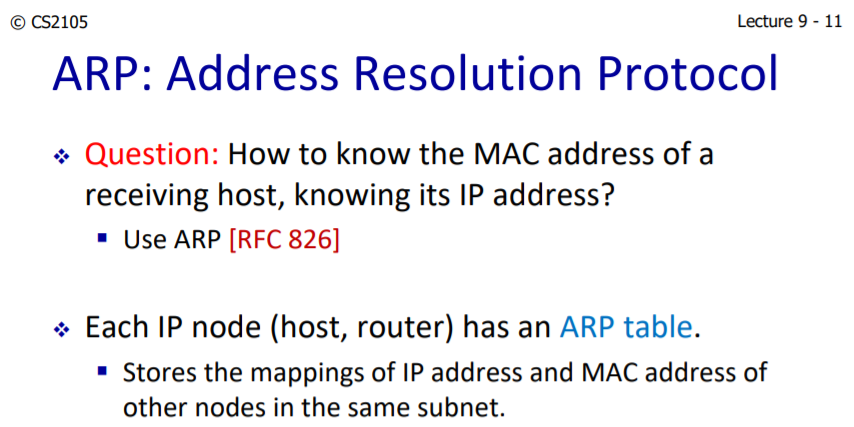 © CS2105
Lecture 9 - 11
ARP: Address Resolution Protocol
❖ Question: How to know the MAC address of a
receiving host, knowing its IP address?
▪ Use ARP [RFC 826]
❖ Each IP node (host, router) has an ARP table.
▪ Stores the mappings of IP address and MAC address of
other nodes in the same subnet.